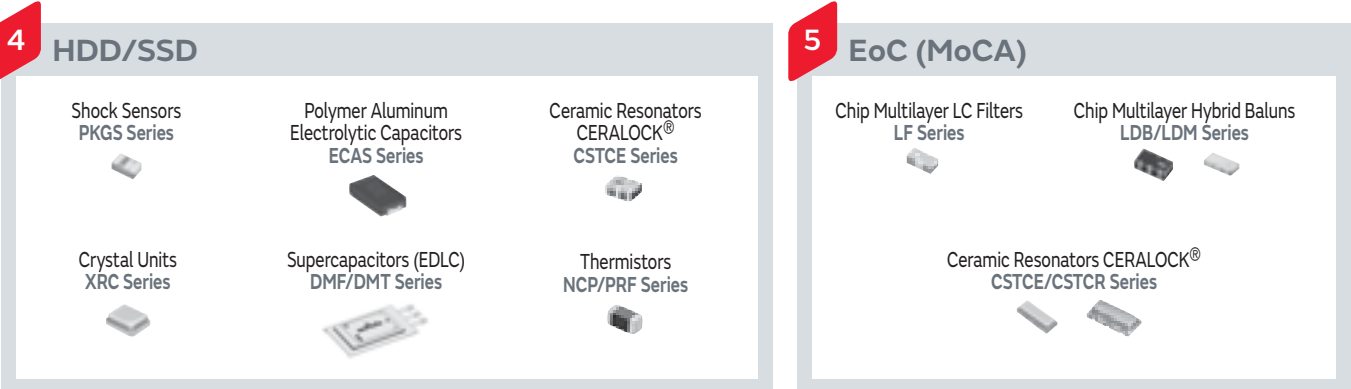 4
HDD/SSD
Shock Sensors
PKGS Series
Polymer Aluminum
Electrolytic Capacitors
ECAS Series
Ceramic Resonators
CERALOCK®
CSTCE Series
Crystal Units
XRC Series
Supercapacitors (EDLC)
DMF/DMT Series
Thermistors
NCP/PRF Series
5
EoC (MoCA)
Chip Multilayer LC Filters
LF Series
Chip Multilayer Hybrid Baluns
LDB/LDM Series
Ceramic Resonators CERALOCK®
CSTCE/CSTCR Series